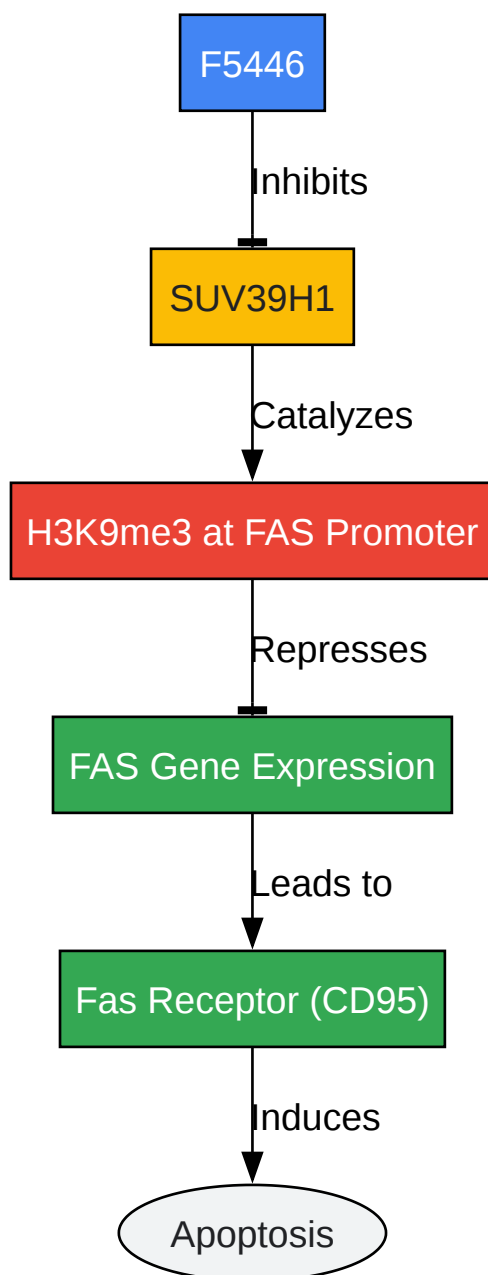 F5446
Inhibits
SUV39H1
Catalyzes
H3K9me3 at FAS Promoter
Represses
FAS Gene Expression
Leads to
Fas Receptor (CD95)
Induces
Apoptosis